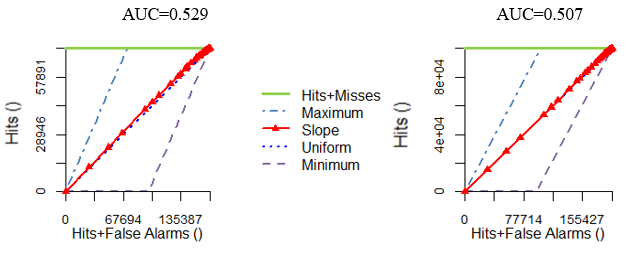 AUC=0.529
AUC=0.507
Hits ()
0
28946
57891
0
67694
135387
Hits+False Alarms ()
Hits+Misses
Maximum
Slope
Uniform
Minimum
Hits ()
0
4e+04
8e+04
0
77714
155427
Hits+False Alarms ()